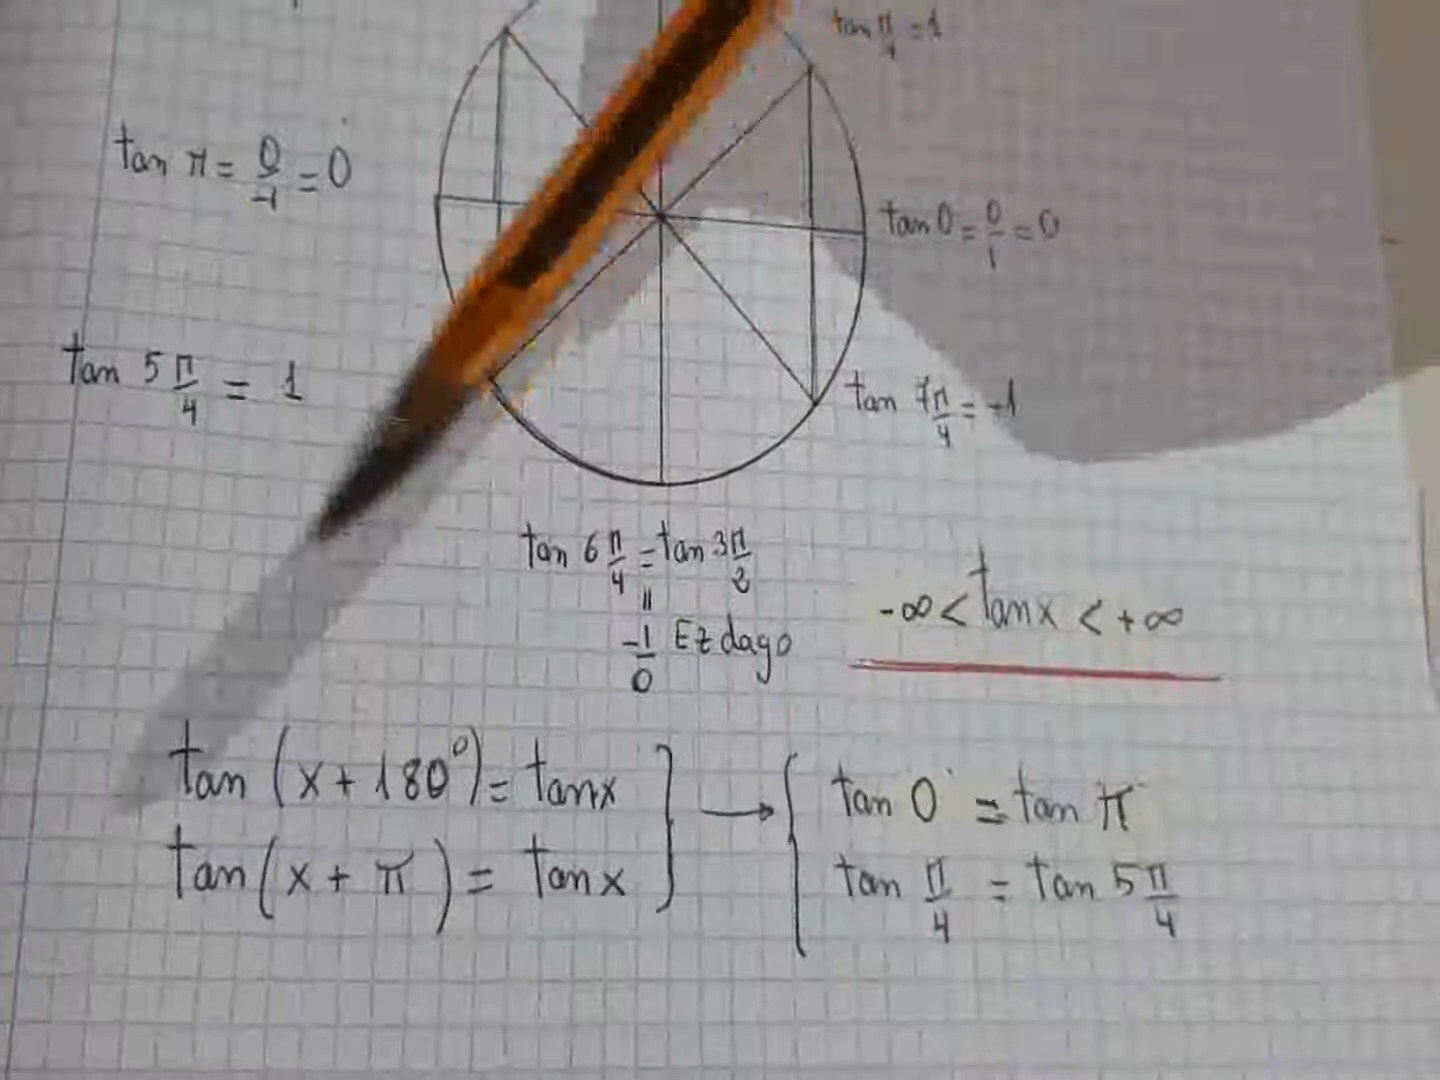 tan π/4 = 1
tan π = 0/-1 = 0
tan 0 = 0/1 = 0
tan 5π/4 = 1
tan 7π/4 = -1
tan 6π/4 = tan 3π/2
=
-1/0 Ez dago
-∞ < tan x < +∞
tan (x + 180°) = tan x
tan (x + π) = tan x
→
tan 0 = tan π
tan π/4 = tan 5π/4